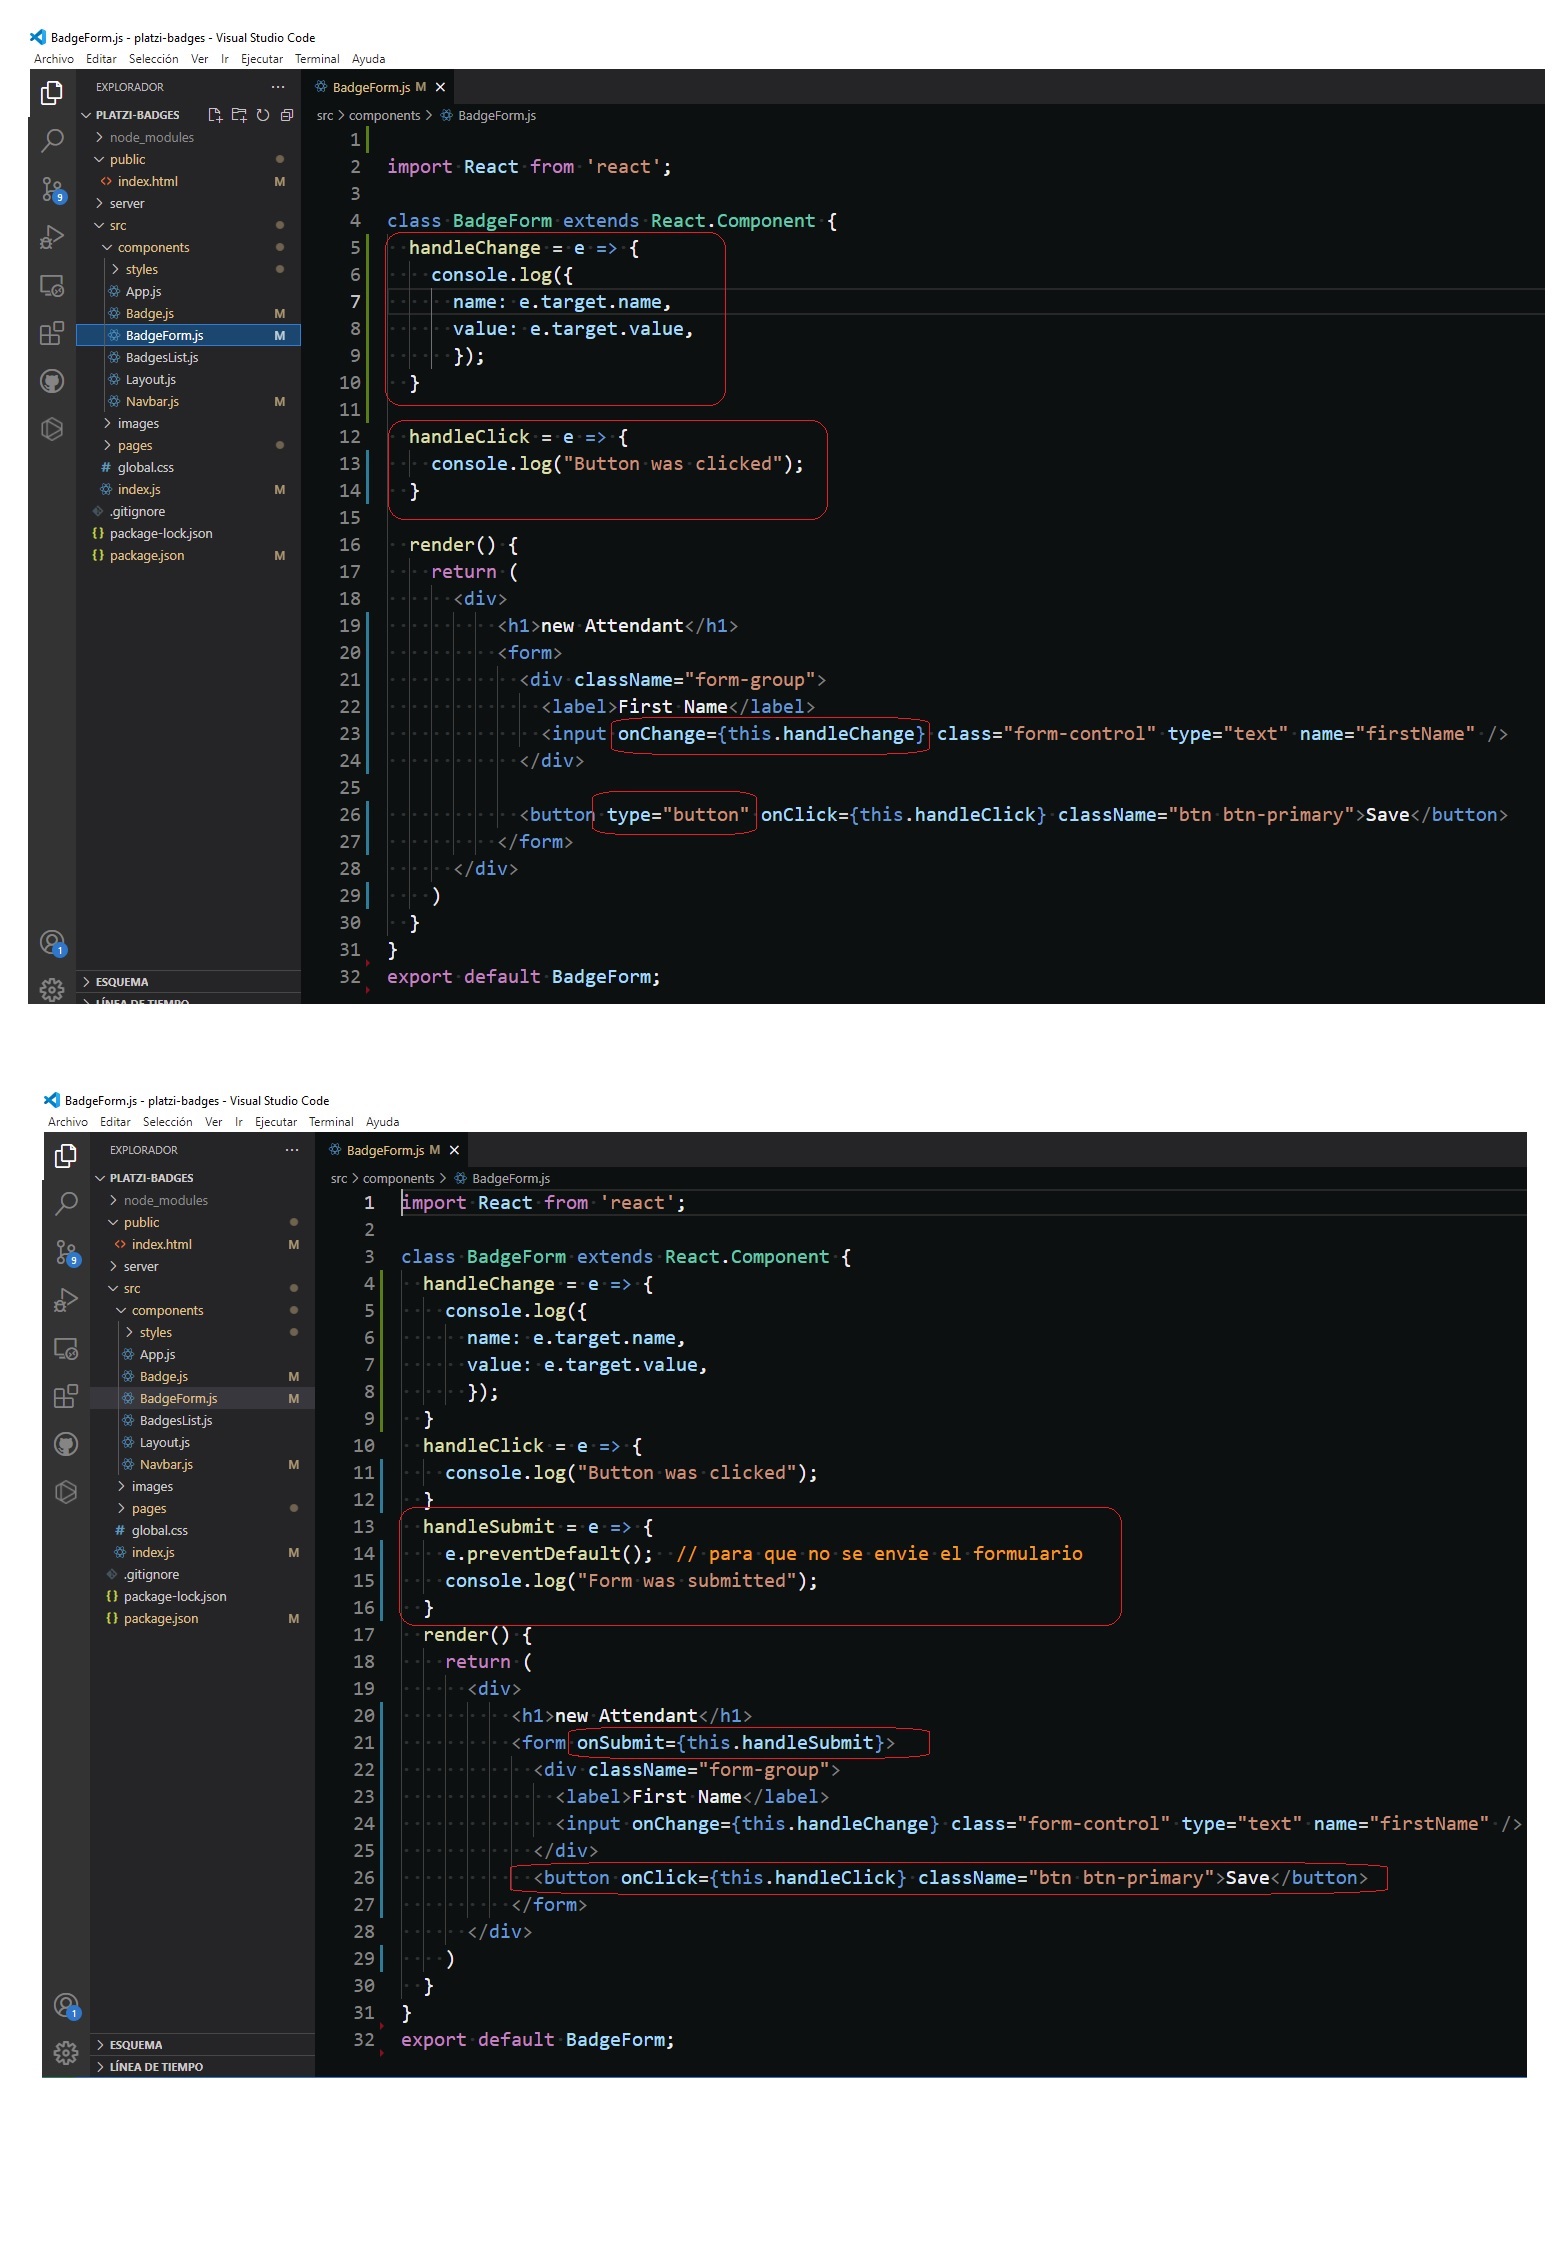 BadgeForm.js - platzi-badges - Visual Studio Code
Archivo Editar Selección Ver Ir Ejecutar Terminal Ayuda
EXPLORADOR ···
PLATZI-BADGES
node_modules
public
index.html M
server
src
components
styles
App.js
Badge.js M
BadgeForm.js M
BadgesList.js
Layout.js
Navbar.js M
images
pages
# global.css
index.js M
.gitignore
{} package-lock.json
{} package.json M
9
1
ESQUEMA
LÍNEA DE TIEMPO
BadgeForm.js M ×
src > components > BadgeForm.js
1
2 import React from 'react';
3
4 class BadgeForm extends React.Component {
5 handleChange = e => {
6 console.log({
7 name: e.target.name,
8 value: e.target.value,
9 });
10 }
11
12 handleClick = e => {
13 console.log("Button was clicked");
14 }
15
16 render() {
17 return (
18 <div>
19 <h1>new Attendant</h1>
20 <form>
21 <div className="form-group">
22 <label>First Name</label>
23 <input onChange={this.handleChange} class="form-control" type="text" name="firstName" />
24 </div>
25
26 <button type="button" onClick={this.handleClick} className="btn btn-primary">Save</button>
27 </form>
28 </div>
29 )
30 }
31 }
32 export default BadgeForm;
BadgeForm.js - platzi-badges - Visual Studio Code
Archivo Editar Selección Ver Ir Ejecutar Terminal Ayuda
EXPLORADOR ···
PLATZI-BADGES
node_modules
public
index.html M
server
src
components
styles
App.js
Badge.js M
BadgeForm.js M
BadgesList.js
Layout.js
Navbar.js M
images
pages
# global.css
index.js M
.gitignore
{} package-lock.json
{} package.json M
9
1
ESQUEMA
LÍNEA DE TIEMPO
BadgeForm.js M ×
src > components > BadgeForm.js
1 import React from 'react';
2
3 class BadgeForm extends React.Component {
4 handleChange = e => {
5 console.log({
6 name: e.target.name,
7 value: e.target.value,
8 });
9 }
10 handleClick = e => {
11 console.log("Button was clicked");
12 }
13 handleSubmit = e => {
14 e.preventDefault(); // para que no se envie el formulario
15 console.log("Form was submitted");
16 }
17 render() {
18 return (
19 <div>
20 <h1>new Attendant</h1>
21 <form onSubmit={this.handleSubmit}>
22 <div className="form-group">
23 <label>First Name</label>
24 <input onChange={this.handleChange} class="form-control" type="text" name="firstName" />
25 </div>
26 <button onClick={this.handleClick} className="btn btn-primary">Save</button>
27 </form>
28 </div>
29 )
30 }
31 }
32 export default BadgeForm;